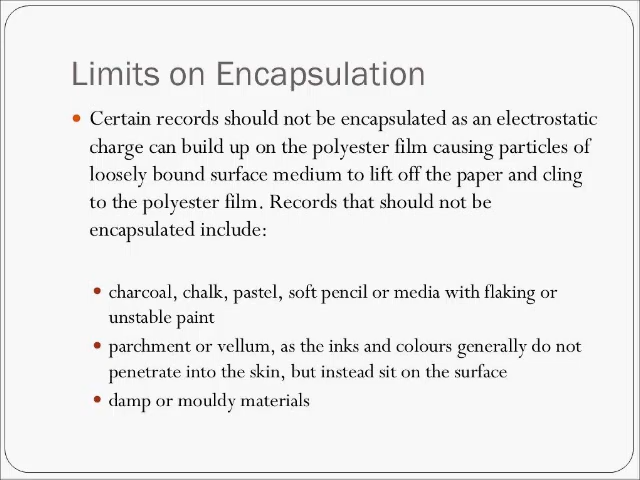 Limits on Encapsulation
• Certain records should not be encapsulated as an electrostatic
charge can build up on the polyester film causing particles of
loosely bound surface medium to lift off the paper and cling
to the polyester film. Records that should not be
encapsulated include:
• charcoal, chalk, pastel, soft pencil or media with flaking or
unstable paint
• parchment or vellum, as the inks and colours generally do not
penetrate into the skin, but instead sit on the surface
• damp or mouldy materials